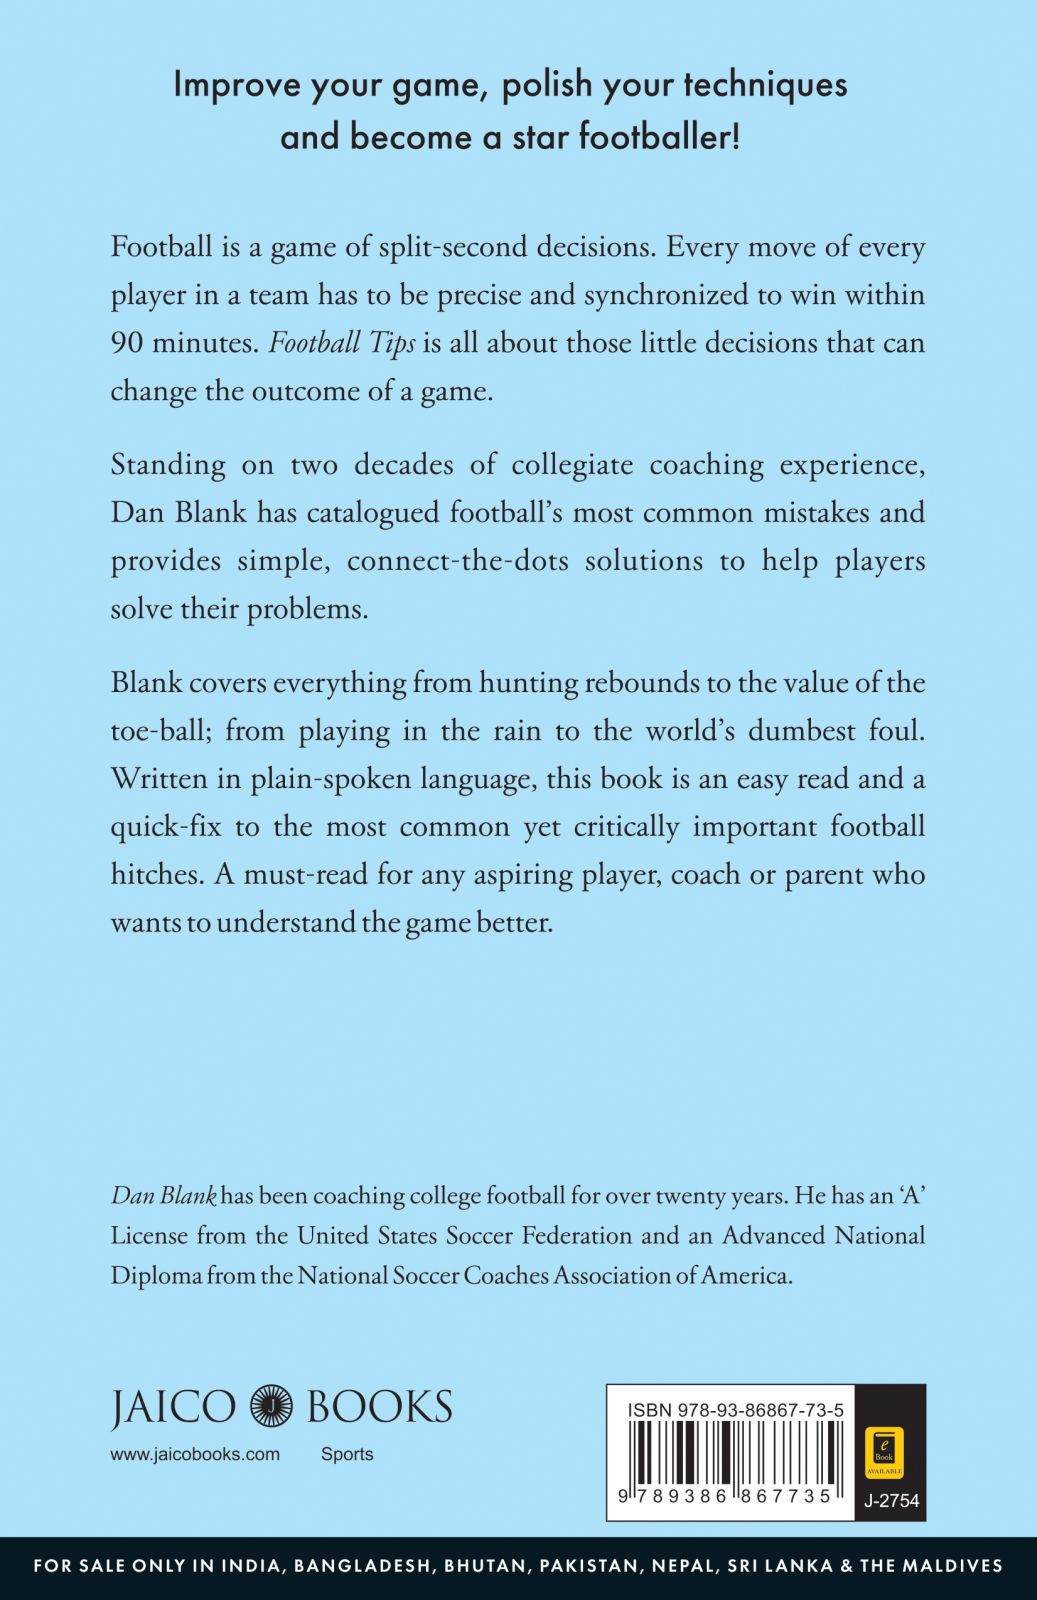 Improve your game, polish your techniques
and become a star footballer!
Football is a game of split-second decisions. Every move of every
player in a team has to be precise and synchronized to win within
90 minutes. Football Tips is all about those little decisions that can
change the outcome of a game.
Standing on two decades of collegiate coaching experience,
Dan Blank has catalogued football's most common mistakes and
provides simple, connect-the-dots solutions to help players
solve their problems.
Blank covers everything from hunting rebounds to the value of the
toe-ball; from playing in the rain to the world's dumbest foul.
Written in plain-spoken language, this book is an easy read and a
quick-fix to the most common yet critically important football
hitches. A must-read for any aspiring player, coach or parent who
wants to understand the game better.
Dan Blank has been coaching college football for over twenty years. He has an ‘A’
License from the United States Soccer Federation and an Advanced National
Diploma from the National Soccer Coaches Association of America.
JAICO J BOOKS
www.jaicobooks.com Sports
ISBN 978-93-86867-73-5
9 789386 867735
e
Book
AVAILABLE
J-2754
FOR SALE ONLY IN INDIA, BANGLADESH, BHUTAN, PAKISTAN, NEPAL, SRI LANKA & THE MALDIVES